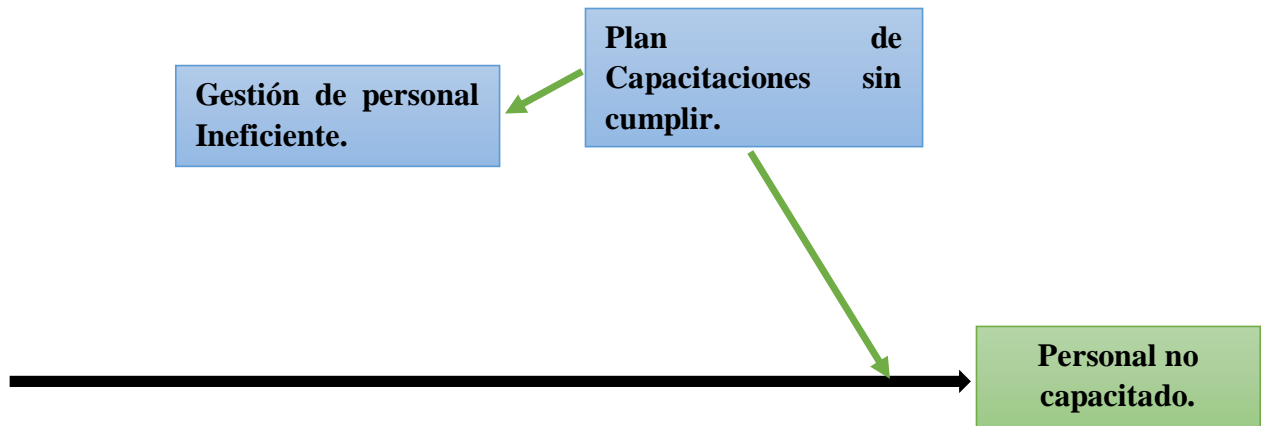 Plan de
Capacitaciones sin
cumplir.
Gestión de personal
Ineficiente.
Personal no
capacitado.